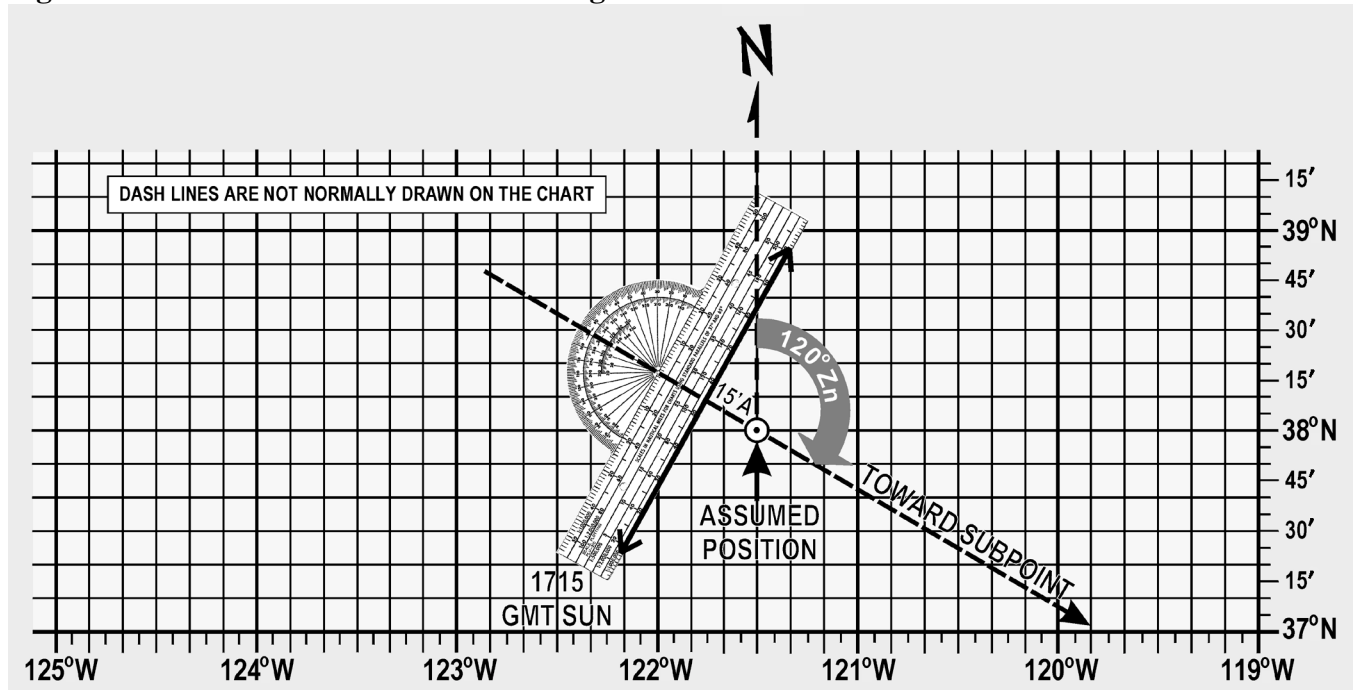 N
DASH LINES ARE NOT NORMALLY DRAWN ON THE CHART
15′
39°N
45′
30′
120° Zn
15′
15′A
38°N
45′
TOWARD SUBPOINT
ASSUMED
POSITION
30′
15′
1715
GMT SUN
37°N
125°W 124°W 123°W 122°W 121°W 120°W 119°W